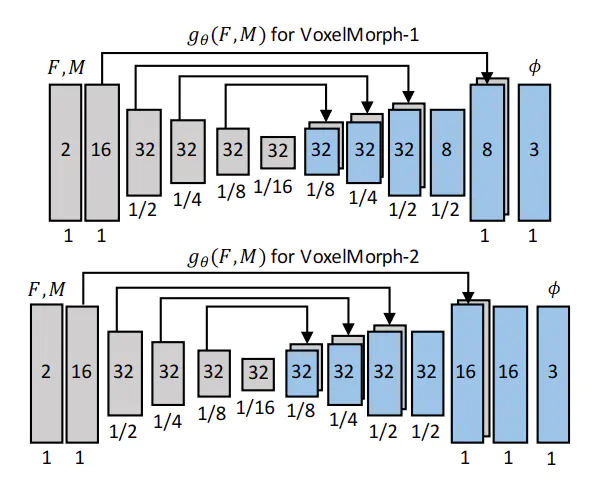 g_θ(F, M) for VoxelMorph-1
F, M ϕ
2 16 32 32 32 32 32 32 32 8 8 3
1 1 1/2 1/4 1/8 1/16 1/8 1/4 1/2 1/2 1 1
g_θ(F, M) for VoxelMorph-2
F, M ϕ
2 16 32 32 32 32 32 32 32 32 16 16 3
1 1 1/2 1/4 1/8 1/16 1/8 1/4 1/2 1/2 1 1 1